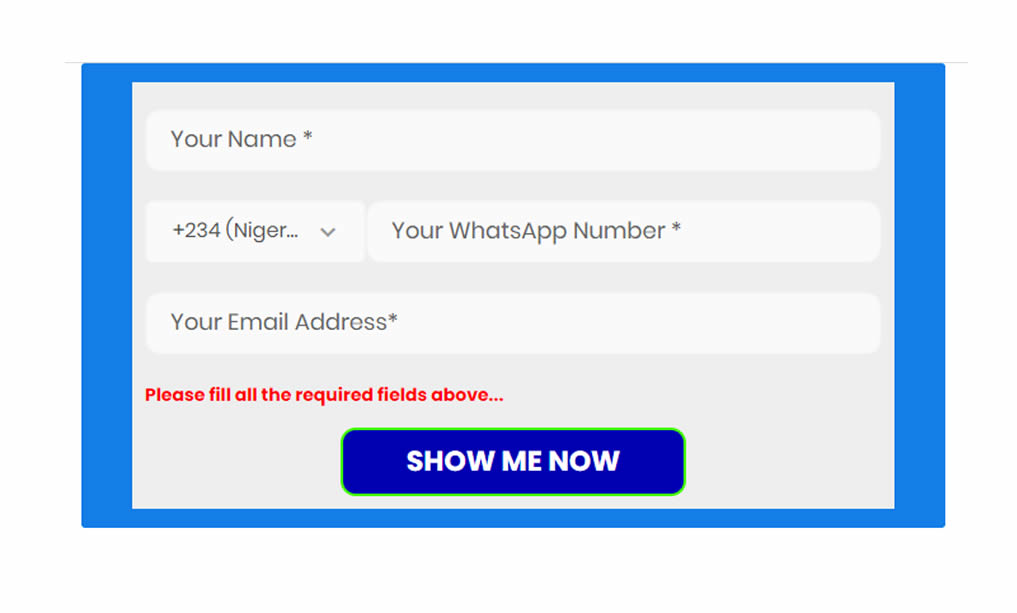 Your Name *
+234 (Niger... Your WhatsApp Number *
Your Email Address*
Please fill all the required fields above...
SHOW ME NOW